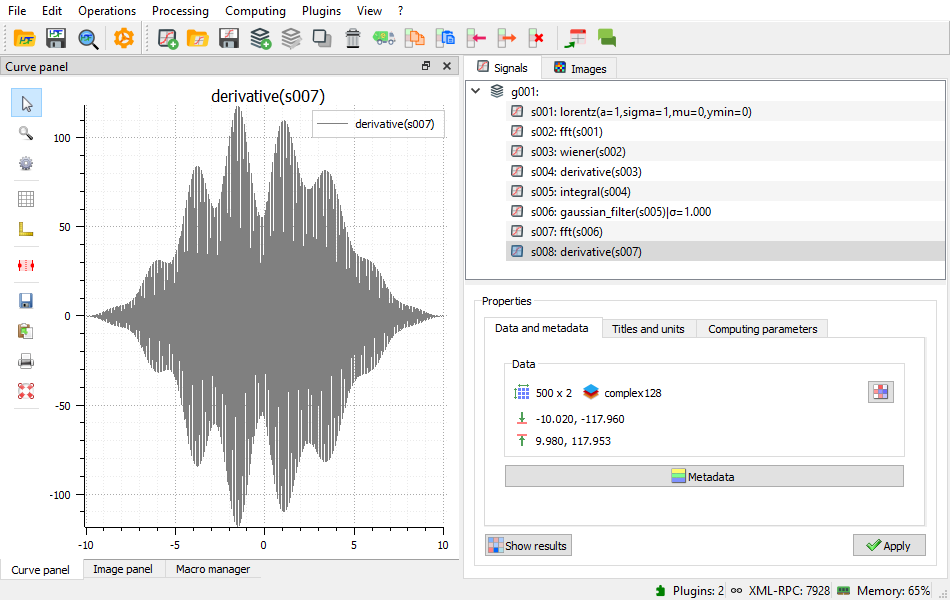 File Edit Operations Processing Computing Plugins View ?
Curve panel
derivative(s007)
derivative(s007)
100
50
0
-50
-100
-10 -5 0 5 10
Curve panel Image panel Macro manager
Signals Images
g001:
s001: lorentz(a=1,sigma=1,mu=0,ymin=0)
s002: fft(s001)
s003: wiener(s002)
s004: derivative(s003)
s005: integral(s004)
s006: gaussian_filter(s005)|σ=1.000
s007: fft(s006)
s008: derivative(s007)
Properties
Data and metadata Titles and units Computing parameters
Data
500 x 2 complex128
-10.020, -117.960
9.980, 117.953
Metadata
Show results Apply
Plugins: 2 XML-RPC: 7928 Memory: 65%